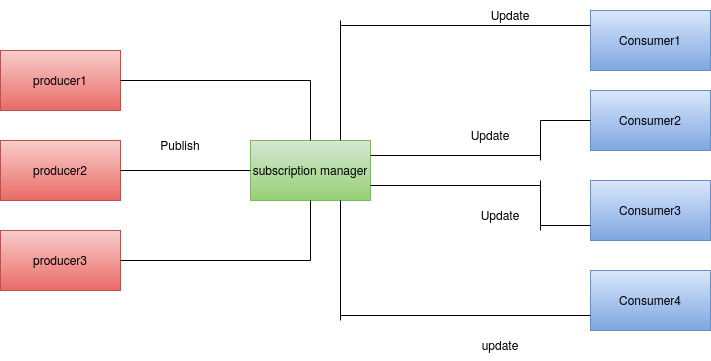 Update
Consumer1
producer1
Consumer2
Update
Publish
producer2
subscription manager
Consumer3
Update
producer3
Consumer4
update